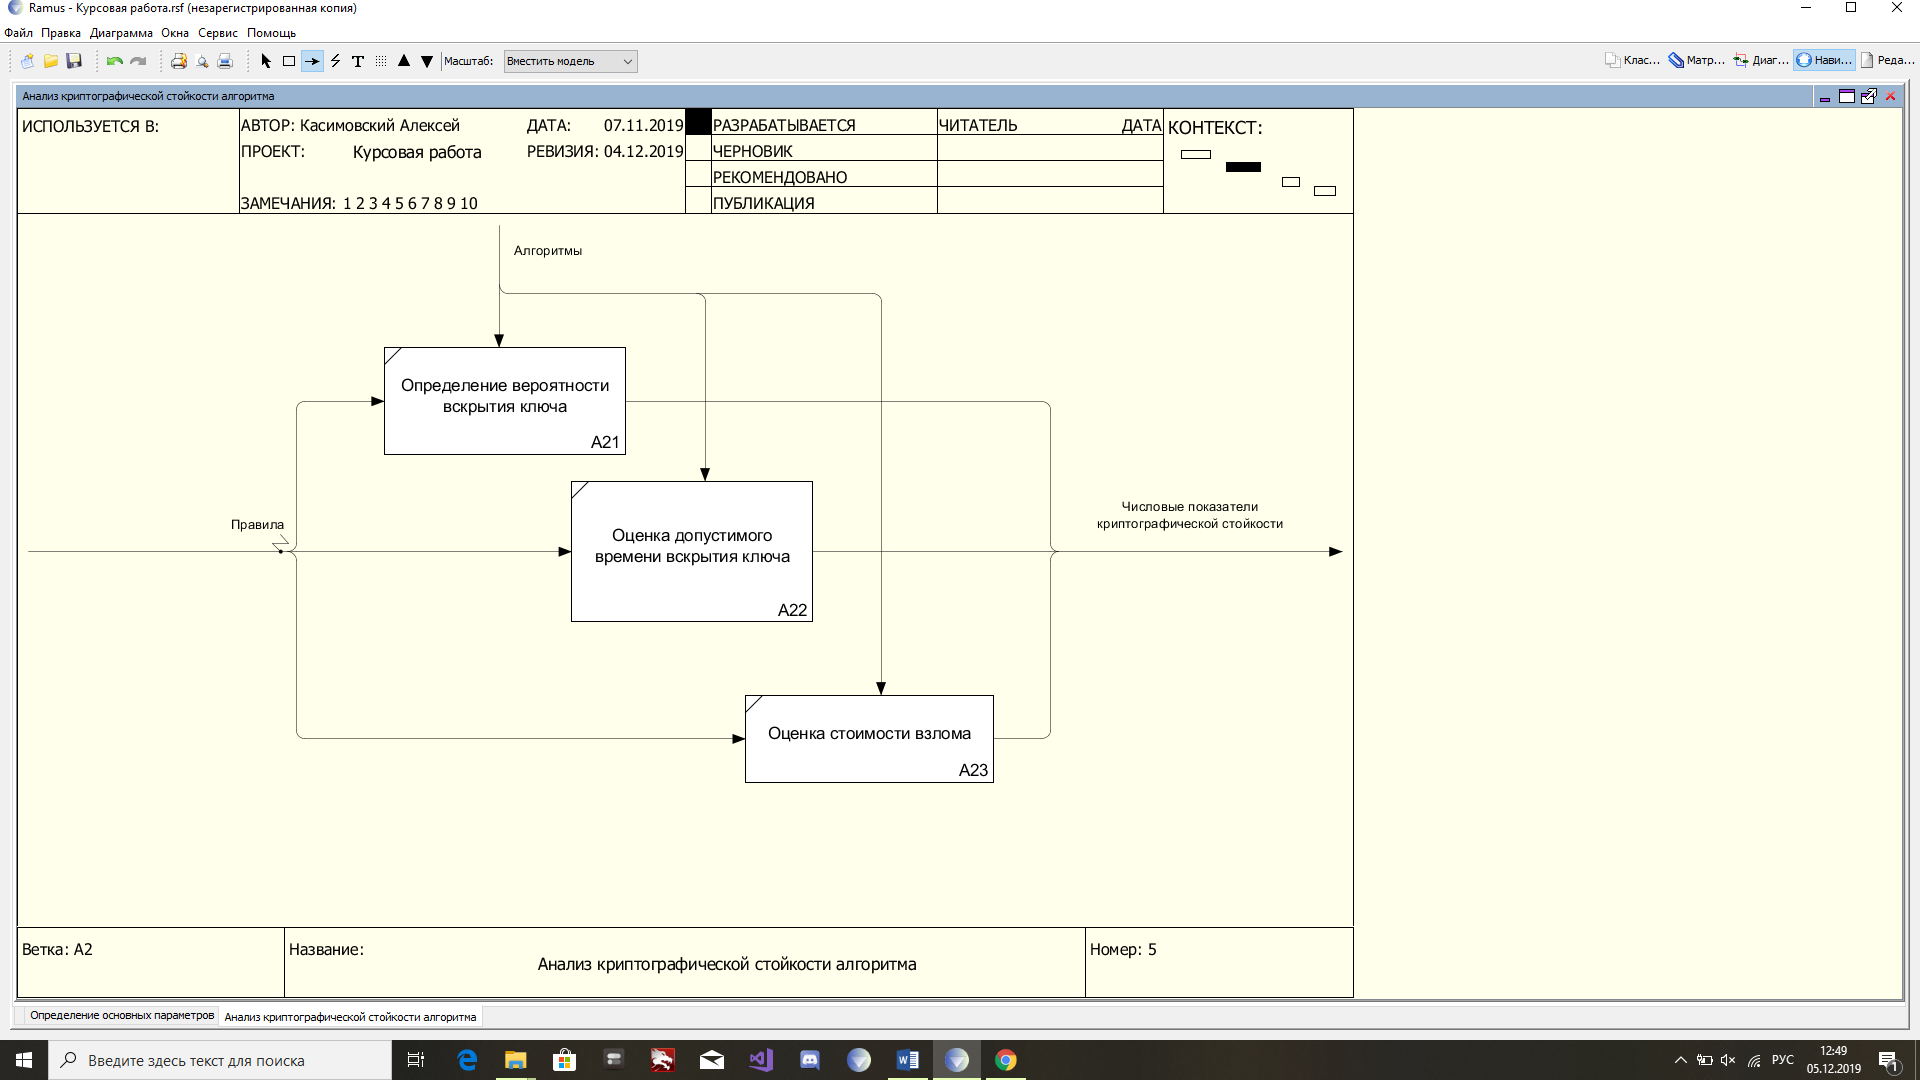 Ramus - Курсовая работа.rsf (незарегистрированная копия)
Файл Правка Диаграмма Окна Сервис Помощь
Масштаб: Вместить модель
Клас... Матр... Диаг... Нави... Реда...
Анализ криптографической стойкости алгоритма
ИСПОЛЬЗУЕТСЯ В:
АВТОР: Касимовский Алексей ДАТА: 07.11.2019
ПРОЕКТ: Курсовая работа РЕВИЗИЯ: 04.12.2019
ЗАМЕЧАНИЯ: 1 2 3 4 5 6 7 8 9 10
РАЗРАБАТЫВАЕТСЯ
ЧЕРНОВИК
РЕКОМЕНДОВАНО
ПУБЛИКАЦИЯ
ЧИТАТЕЛЬ ДАТА
КОНТЕКСТ:
Алгоритмы
Определение вероятности
вскрытия ключа
A21
Правила
Оценка допустимого
времени вскрытия ключа
A22
Числовые показатели
криптографической стойкости
Оценка стоимости взлома
A23
Ветка: A2
Название:
Анализ криптографической стойкости алгоритма
Номер: 5
Определение основных параметров
Анализ криптографической стойкости алгоритма
Введите здесь текст для поиска
РУС
12:49
05.12.2019
1